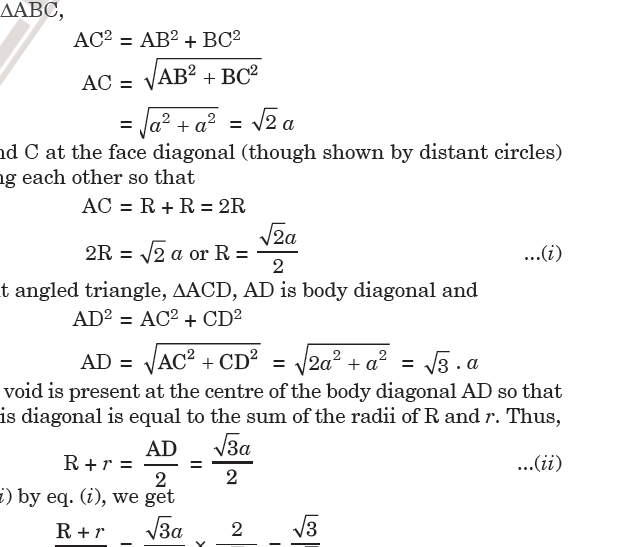 ΔABC,
AC² = AB² + BC²
AC = √(AB² + BC²)
= √(a² + a²) = √2 a
nd C at the face diagonal (though shown by distant circles)
ng each other so that
AC = R + R = 2R
2R = √2 a or R = √2a/2 ...(i)
t angled triangle, ΔACD, AD is body diagonal and
AD² = AC² + CD²
AD = √(AC² + CD²) = √(2a² + a²) = √3 . a
void is present at the centre of the body diagonal AD so that
is diagonal is equal to the sum of the radii of R and r. Thus,
R + r = AD/2 = √3a/2 ...(ii)
i) by eq. (i), we get
R + r = √3a × 2 = √3